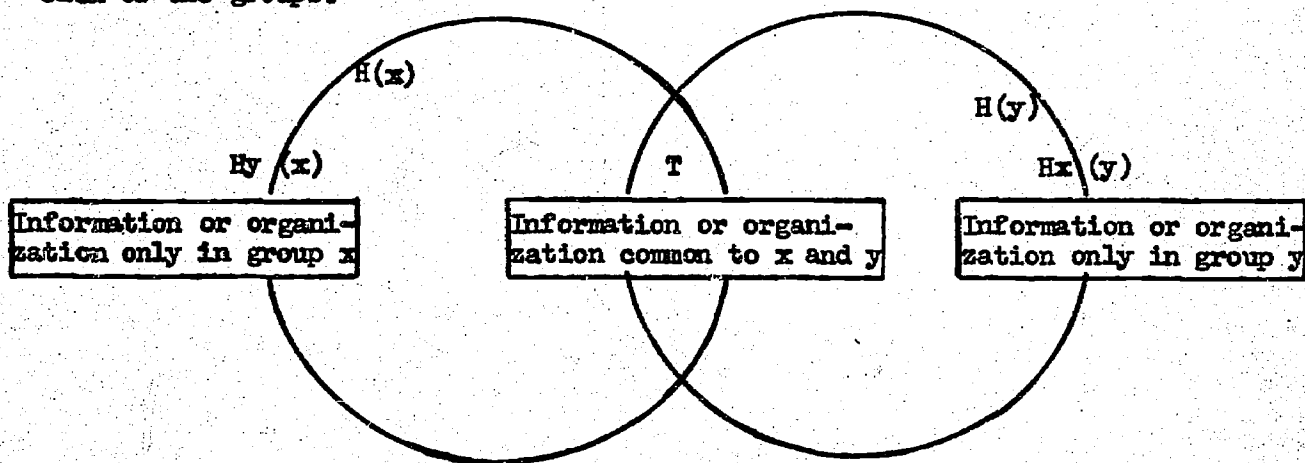 H(x)
H(y)
Hy (x)
T
Hx (y)
Information or organi-
zation only in group x
Information or organi-
zation common to x and y
Information or organi-
zation only in group y